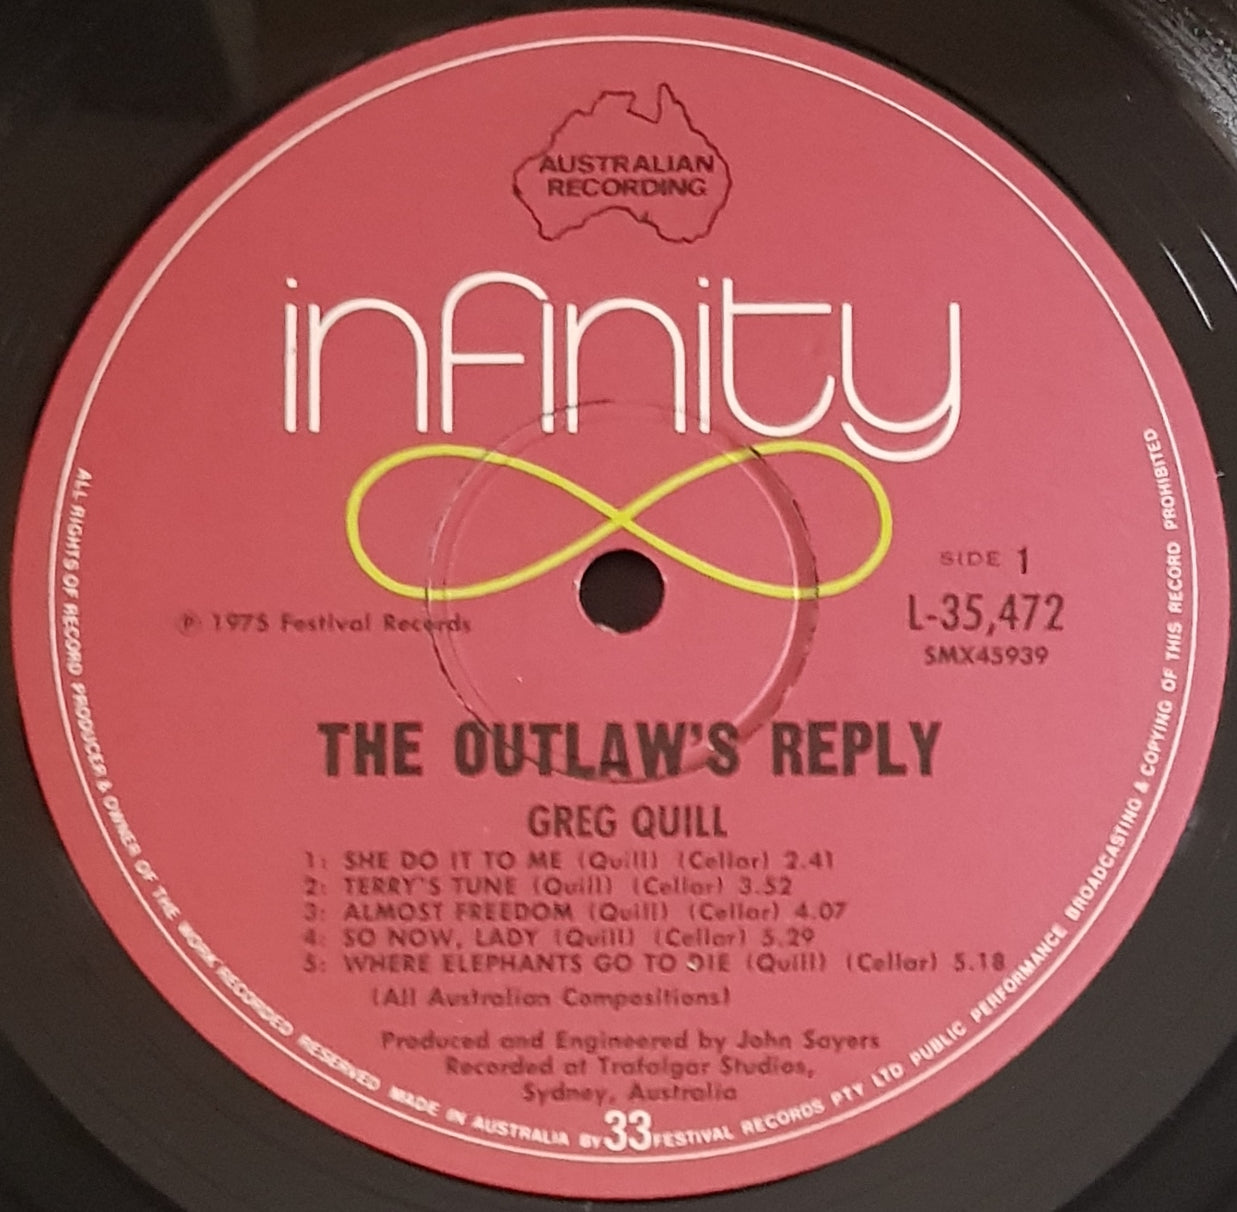 AUSTRALIAN
RECORDING
infinity
SIDE 1
℗ 1975 Festival Records
L-35,472
SMX45939
THE OUTLAW'S REPLY
GREG QUILL
1: SHE DO IT TO ME (Quill) (Cellar) 2.41
2: TERRY'S TUNE (Quill) (Cellar) 3.52
3: ALMOST FREEDOM (Quill) (Cellar) 4.07
4: SO NOW, LADY (Quill) (Cellar) 5.29
5: WHERE ELEPHANTS GO TO DIE (Quill) (Cellar) 5.18
(All Australian Compositions)
Produced and Engineered by John Sayers
Recorded at Trafalgar Studios,
Sydney, Australia
33
ALL RIGHTS OF RECORD PRODUCER & OWNER OF THE WORK RECORDED RESERVED MADE IN AUSTRALIA BY FESTIVAL RECORDS PTY LTD PUBLIC PERFORMANCE BROADCASTING & COPYING OF THIS RECORD PROHIBITED